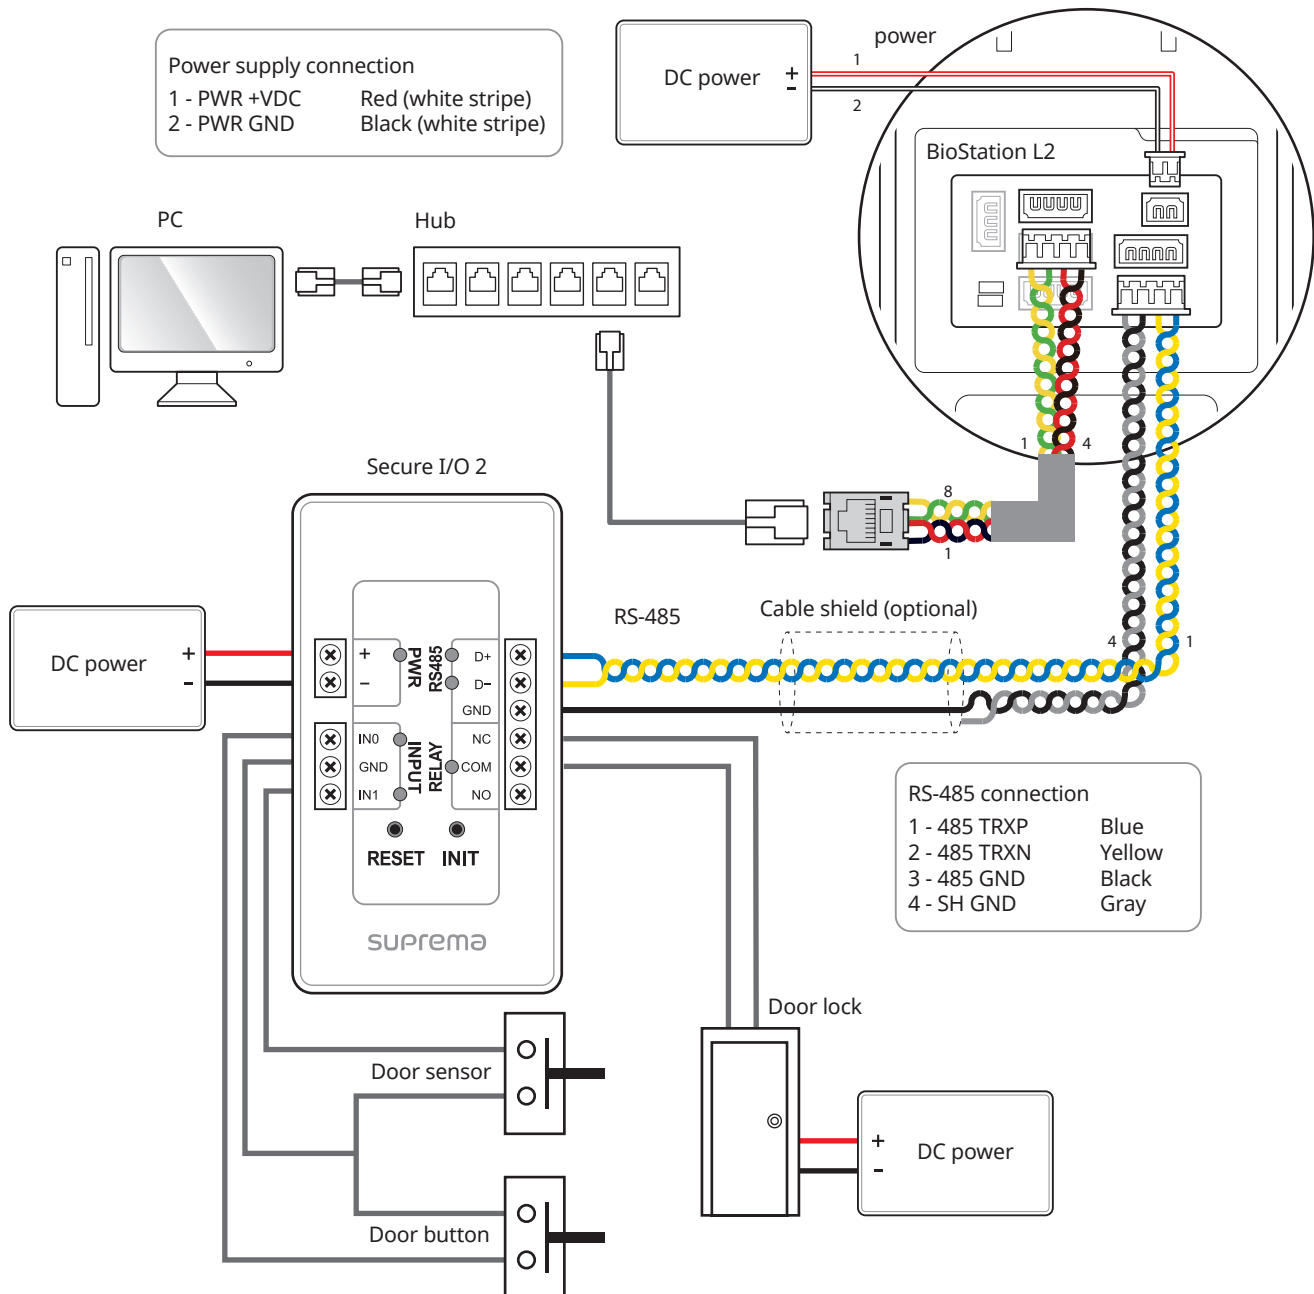 power
Power supply connection
1 - PWR +VDC Red (white stripe)
2 - PWR GND Black (white stripe)
DC power + -
1
2
BioStation L2
PC
Hub
1 4
Secure I/O 2
8
1
RS-485
Cable shield (optional)
4 1
DC power + -
+ PWR RS485 D+
- D-
GND
IN0 INPUT RELAY NC
GND COM
IN1 NO
RESET INIT
suprema
RS-485 connection
1 - 485 TRXP Blue
2 - 485 TRXN Yellow
3 - 485 GND Black
4 - SH GND Gray
Door lock
Door sensor
+ - DC power
Door button